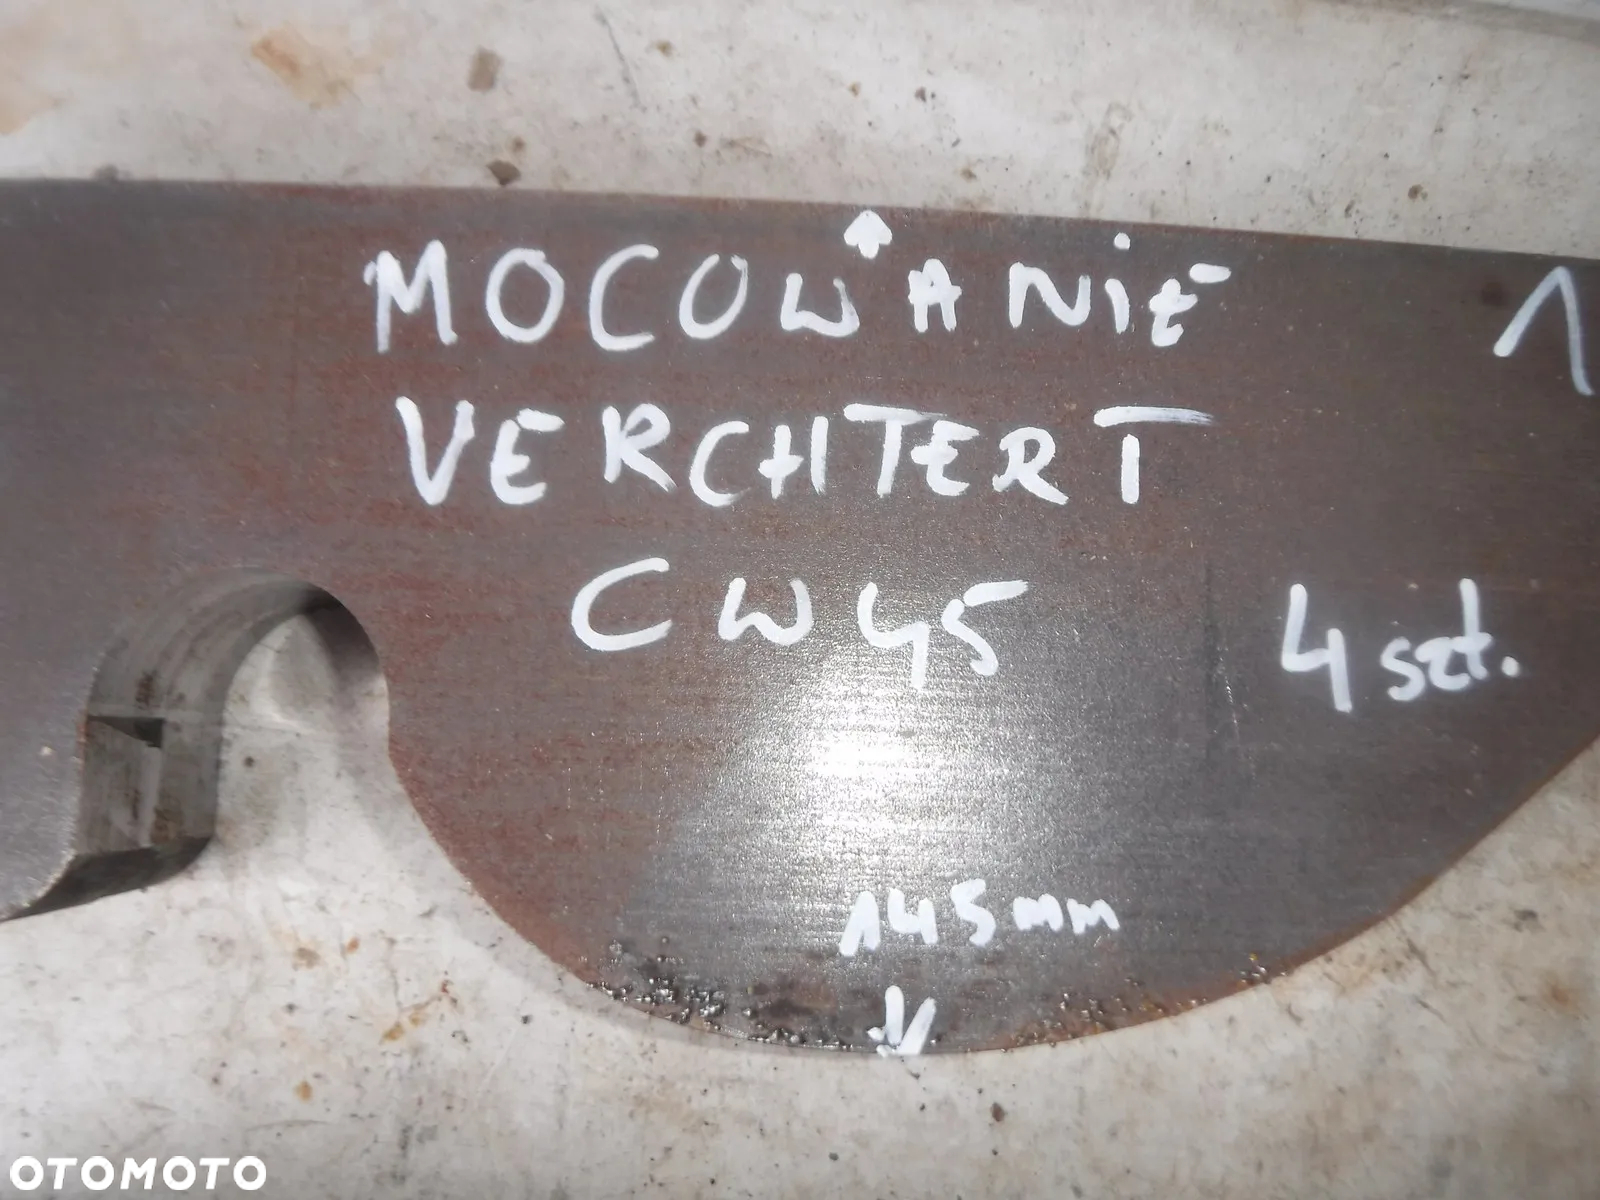 MOCOWANIE
1
VERCHTERT
CW45
4 szt.
145mm
OTOMOTO